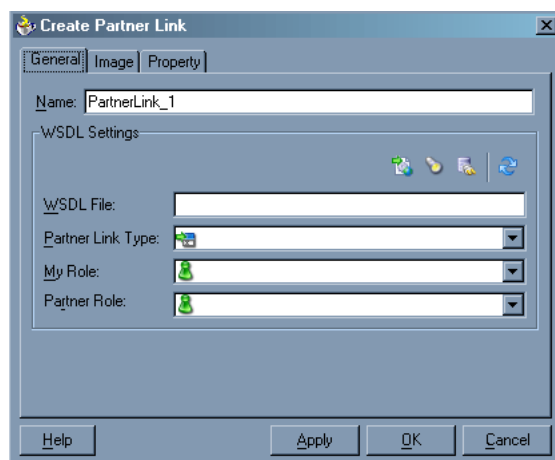 Create Partner Link
General Image Property
Name: PartnerLink_1
WSDL Settings
WSDL File:
Partner Link Type:
My Role:
Partner Role:
Help Apply OK Cancel